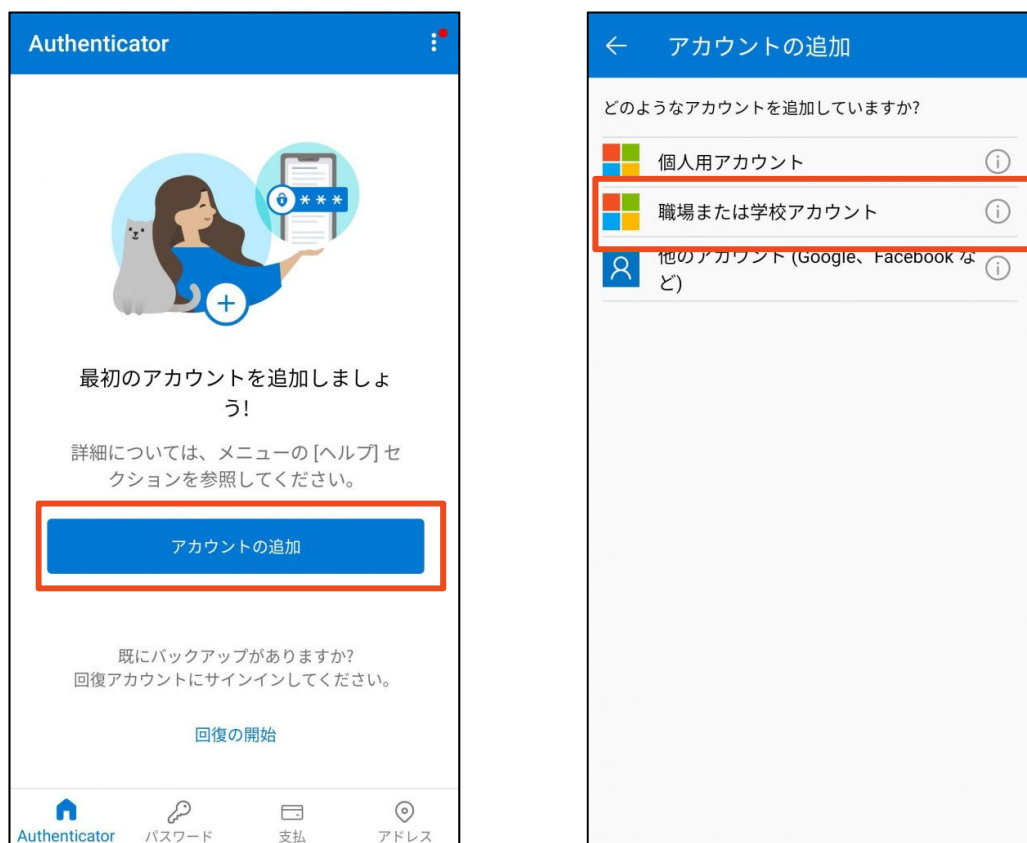 Authenticator
***
最初のアカウントを追加しましょ
う!
詳細については、メニューの [ヘルプ] セ
クションを参照してください。
アカウントの追加
既にバックアップがありますか?
回復アカウントにサインインしてください。
回復の開始
Authenticator パスワード 支払 アドレス
アカウントの追加
どのようなアカウントを追加していますか?
個人用アカウント
職場または学校アカウント
他のアカウント (Google、Facebook な
ど)